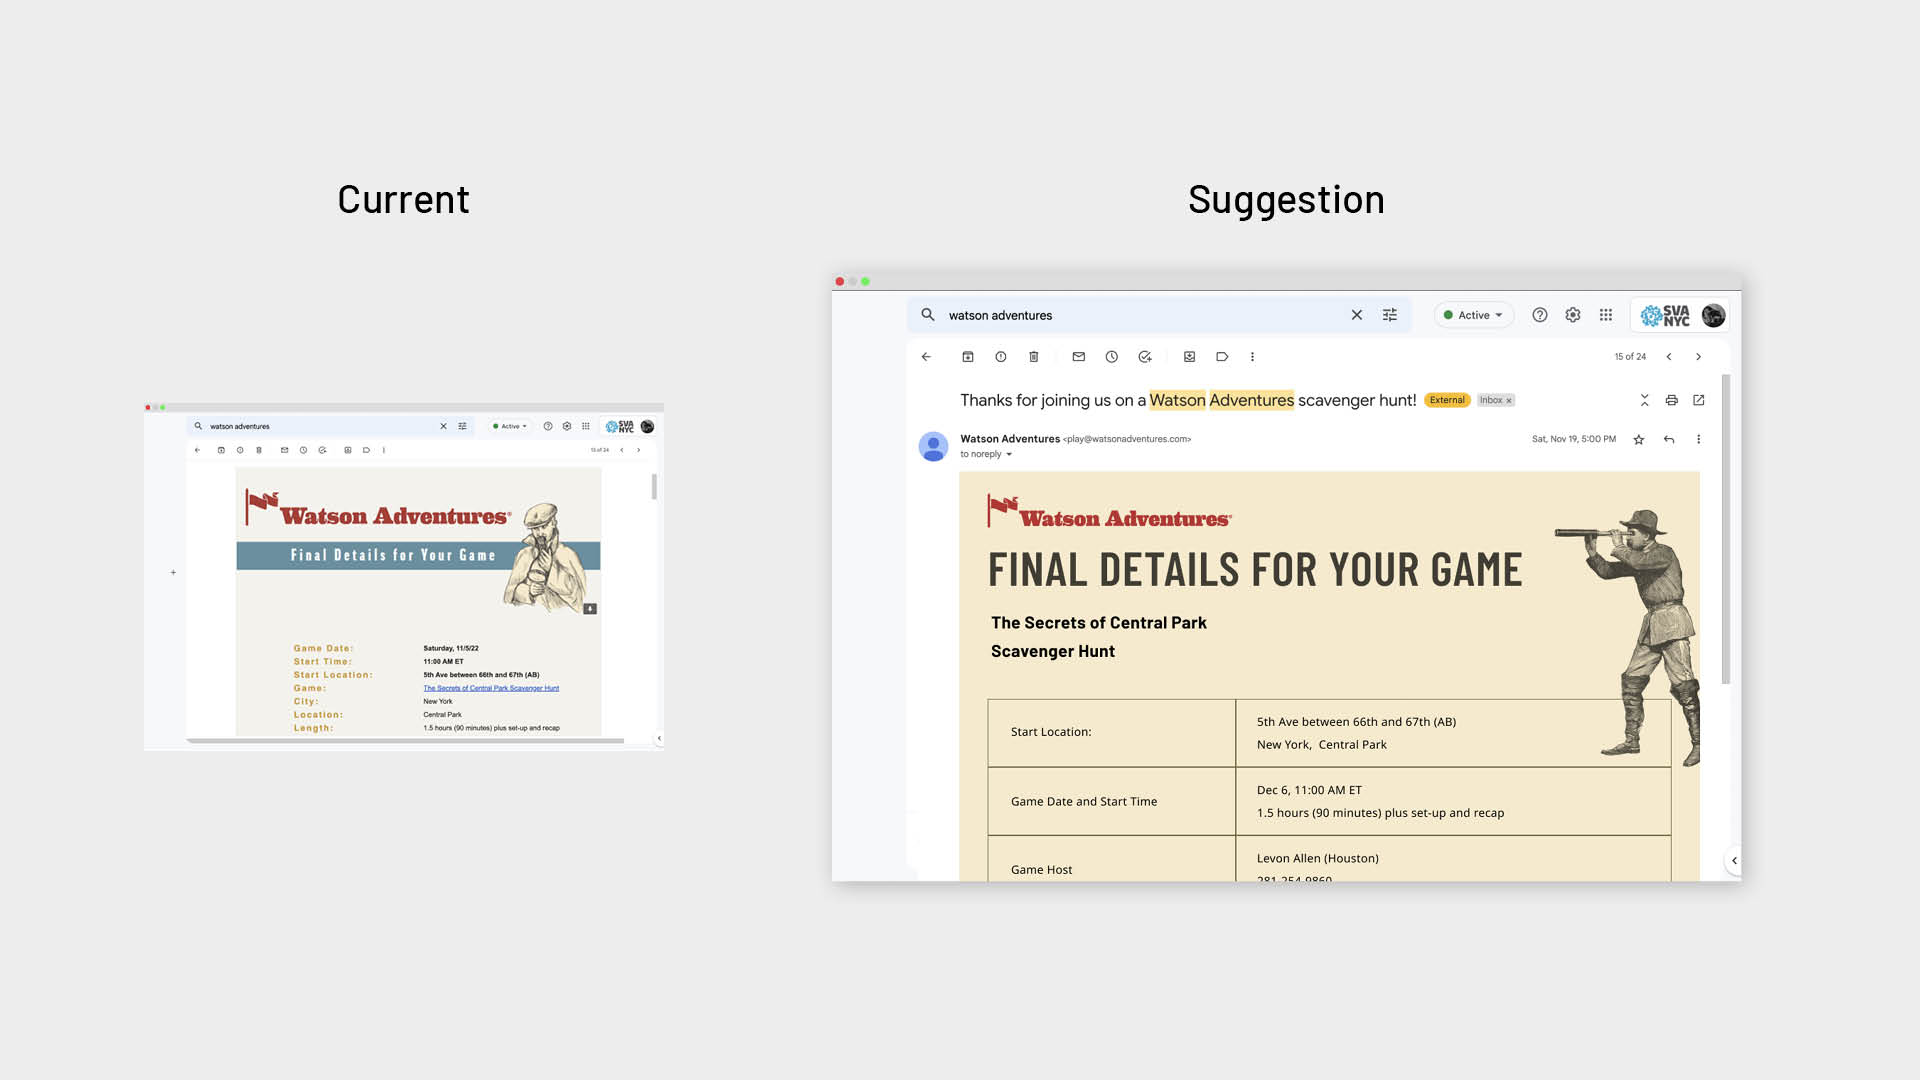 Current
Suggestion
watson adventures
Active
SVA
NYC
15 of 24
Watson Adventures®
Final Details for Your Game
Game Date: Saturday, 11/5/22
Start Time: 11:00 AM ET
Start Location: 5th Ave between 66th and 67th (AB)
Game: The Secrets of Central Park Scavenger Hunt
City: New York
Location: Central Park
Length: 1.5 hours (90 minutes) plus set-up and recap
watson adventures
Active
SVA
NYC
15 of 24
Thanks for joining us on a Watson Adventures scavenger hunt! External Inbox ×
Watson Adventures <play@watsonadventures.com> Sat, Nov 19, 5:00 PM
to noreply
Watson Adventures®
FINAL DETAILS FOR YOUR GAME
The Secrets of Central Park
Scavenger Hunt
Start Location:
5th Ave between 66th and 67th (AB)
New York, Central Park
Game Date and Start Time
Dec 6, 11:00 AM ET
1.5 hours (90 minutes) plus set-up and recap
Game Host
Levon Allen (Houston)
281-254-9860